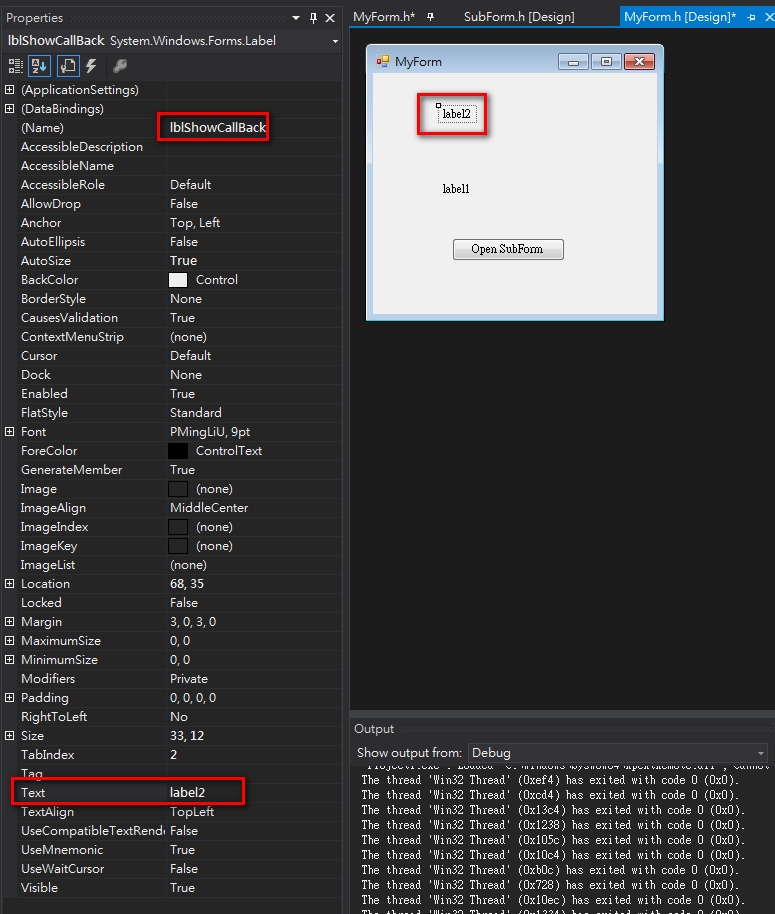 Properties
lblShowCallBack System.Windows.Forms.Label
(ApplicationSettings)
(DataBindings)
(Name) lblShowCallBack
AccessibleDescription
AccessibleName
AccessibleRole Default
AllowDrop False
Anchor Top, Left
AutoEllipsis False
AutoSize True
BackColor Control
BorderStyle None
CausesValidation True
ContextMenuStrip (none)
Cursor Default
Dock None
Enabled True
FlatStyle Standard
Font PMingLiU, 9pt
ForeColor ControlText
GenerateMember True
Image (none)
ImageAlign MiddleCenter
ImageIndex (none)
ImageKey (none)
ImageList (none)
Location 68, 35
Locked False
Margin 3, 0, 3, 0
MaximumSize 0, 0
MinimumSize 0, 0
Modifiers Private
Padding 0, 0, 0, 0
RightToLeft No
Size 33, 12
TabIndex 2
Tag
Text label2
TextAlign TopLeft
UseCompatibleTextRende False
UseMnemonic True
UseWaitCursor False
Visible True
MyForm.h* SubForm.h [Design] MyForm.h [Design]*
MyForm
label2
label1
Open SubForm
Output
Show output from: Debug
The thread 'Win32 Thread' (0xef4) has exited with code 0 (0x0).
The thread 'Win32 Thread' (0xcd4) has exited with code 0 (0x0).
The thread 'Win32 Thread' (0x13c4) has exited with code 0 (0x0).
The thread 'Win32 Thread' (0x1238) has exited with code 0 (0x0).
The thread 'Win32 Thread' (0x105c) has exited with code 0 (0x0).
The thread 'Win32 Thread' (0x10c4) has exited with code 0 (0x0).
The thread 'Win32 Thread' (0xb0c) has exited with code 0 (0x0).
The thread 'Win32 Thread' (0x728) has exited with code 0 (0x0).
The thread 'Win32 Thread' (0x10ec) has exited with code 0 (0x0).